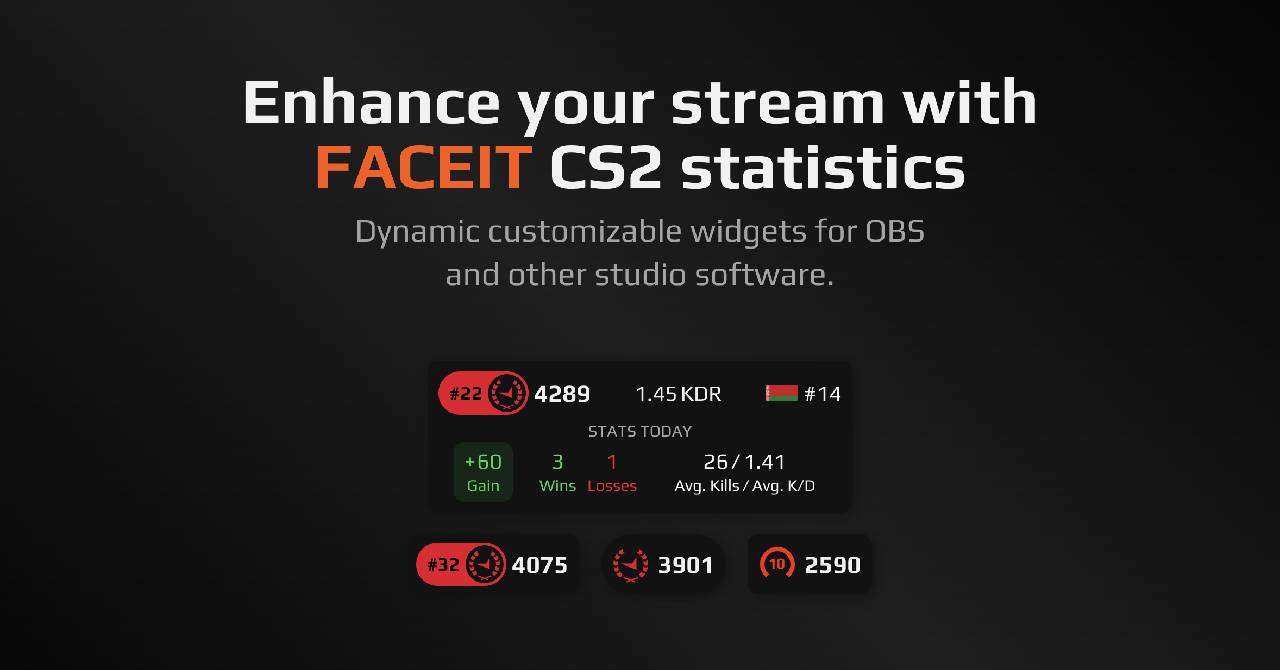 Enhance your stream with
FACEIT CS2 statistics
Dynamic customizable widgets for OBS
and other studio software.
#22 4289 1.45 KDR #14
STATS TODAY
+60 3 1 26 / 1.41
Gain Wins Losses Avg. Kills / Avg. K/D
#32 4075 3901 10 2590